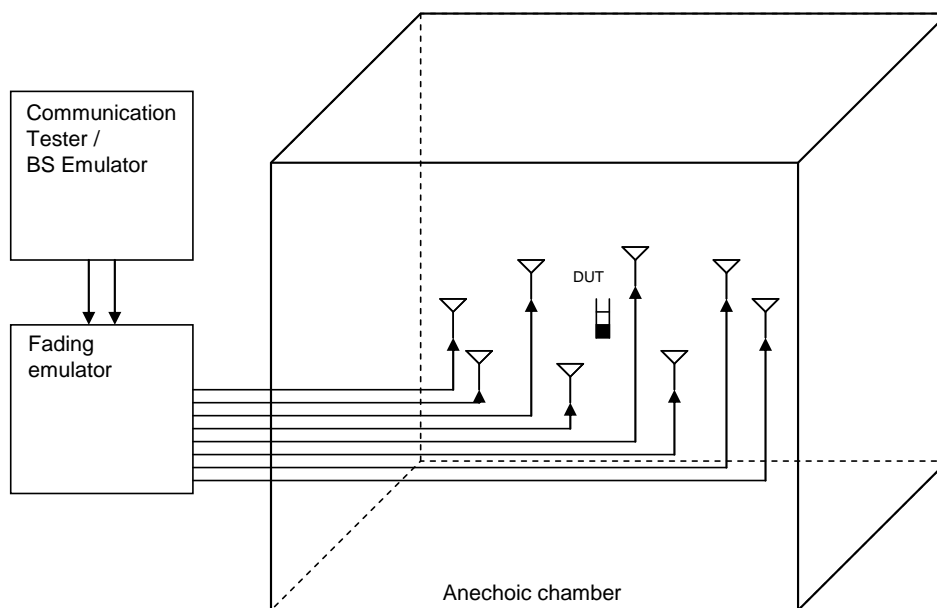 Communication
Tester /
BS Emulator
DUT
Fading
emulator
Anechoic chamber